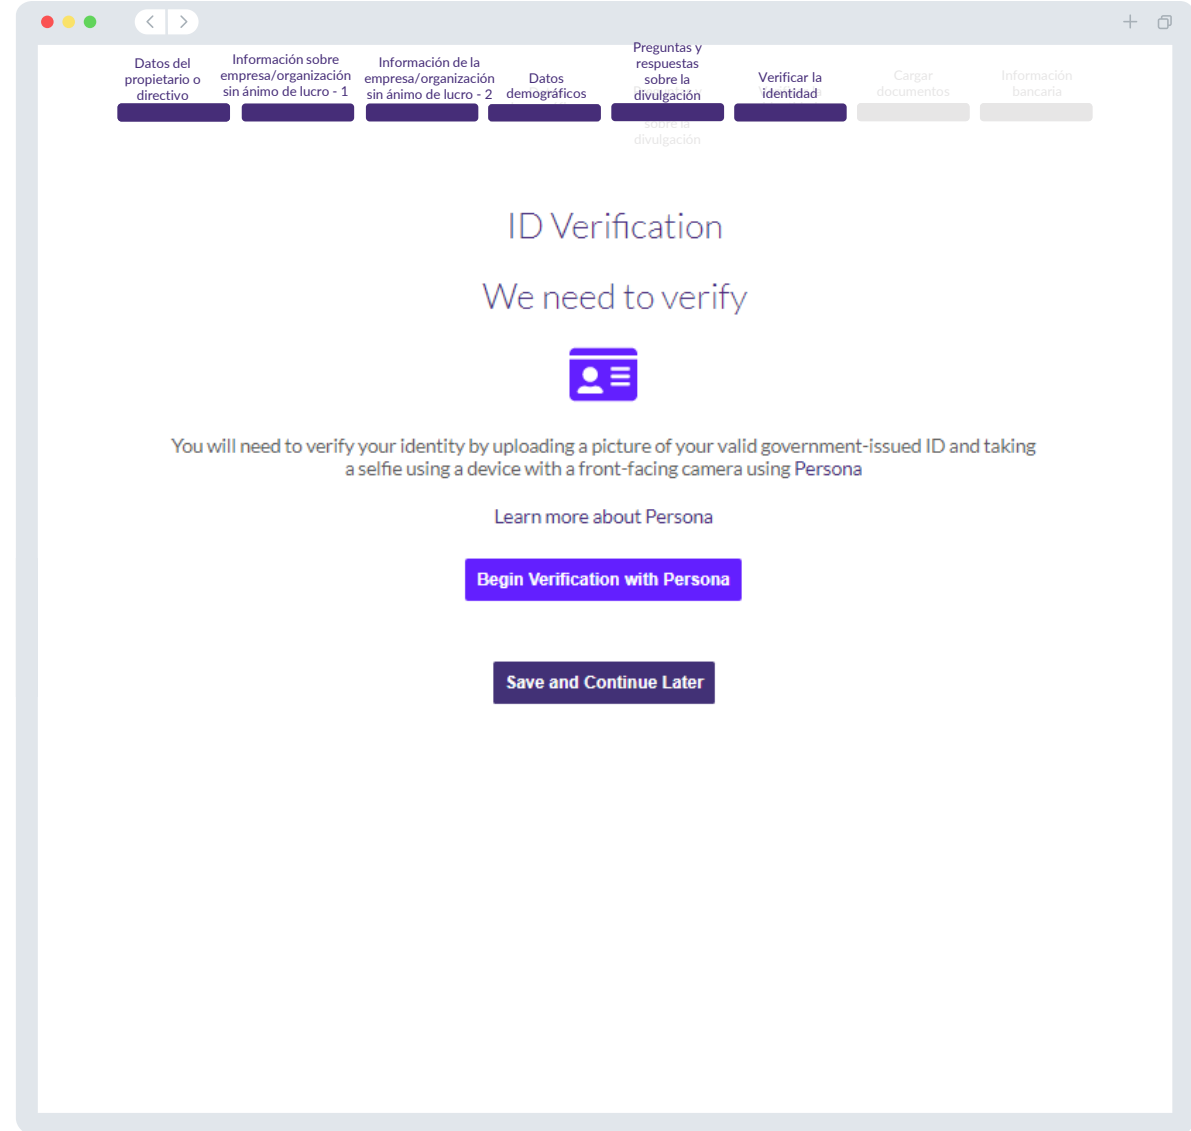 Datos del
propietario o
directivo
Información sobre
empresa/organización
sin ánimo de lucro - 1
Información de la
empresa/organización
sin ánimo de lucro - 2
Datos
demográficos
Preguntas y
respuestas
sobre la
divulgación
sobre la
divulgación
Verificar la
identidad
Cargar
documentos
Información
bancaria
ID Verification
We need to verify
You will need to verify your identity by uploading a picture of your valid government-issued ID and taking
a selfie using a device with a front-facing camera using Persona
Learn more about Persona
Begin Verification with Persona
Save and Continue Later